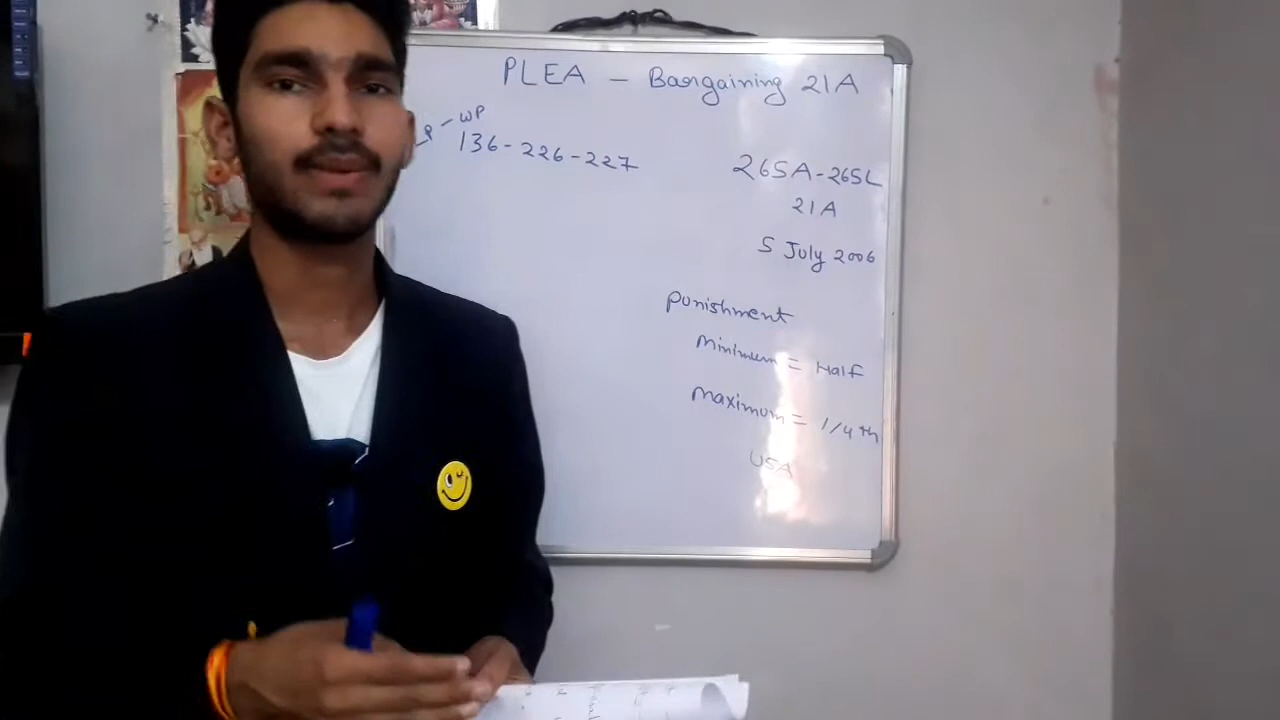 PLEA - Bargaining 21A
WP
136-226-227
265A-265L
21A
5 July 2006
Punishment
Minimum = Half
Maximum = 1/4th
USA